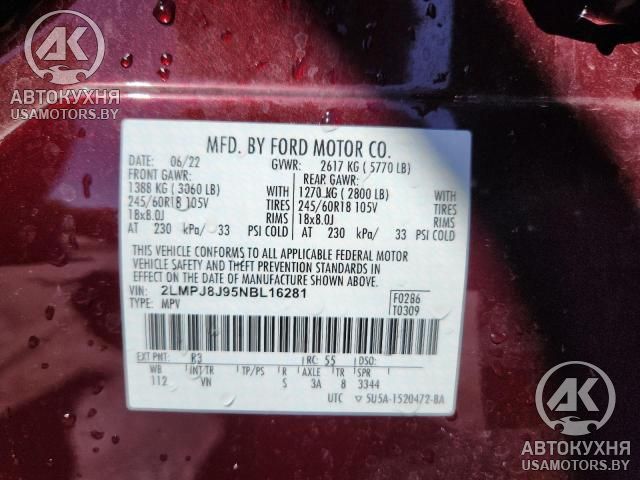 АК
АВТОКУХНЯ
USAMOTORS.BY
MFD. BY FORD MOTOR CO.
DATE: 06/22 GVWR: 2617 KG ( 5770 LB)
FRONT GAWR: REAR GAWR:
1388 KG ( 3060 LB) WITH 1270 KG ( 2800 LB) WITH
245/60R18 105V TIRES 245/60R18 105V TIRES
18x8.0J RIMS 18x8.0J RIMS
AT 230 kPa/ 33 PSI COLD AT 230 kPa/ 33 PSI COLD
THIS VEHICLE CONFORMS TO ALL APPLICABLE FEDERAL MOTOR
VEHICLE SAFETY AND THEFT PREVENTION STANDARDS IN
EFFECT ON THE DATE OF MANUFACTURE SHOWN ABOVE.
VIN: 2LMPJ8J95NBL16281 F0286
TYPE: MPV T0309
EXT PNT: R3 RC: 55 DSO:
WB INT TR TP/PS R AXLE TR SPR
112 VN S 3A 8 3344
UTC ▽ 5U5A-1520472-BA
АК
АВТОКУХНЯ
USAMOTORS.BY